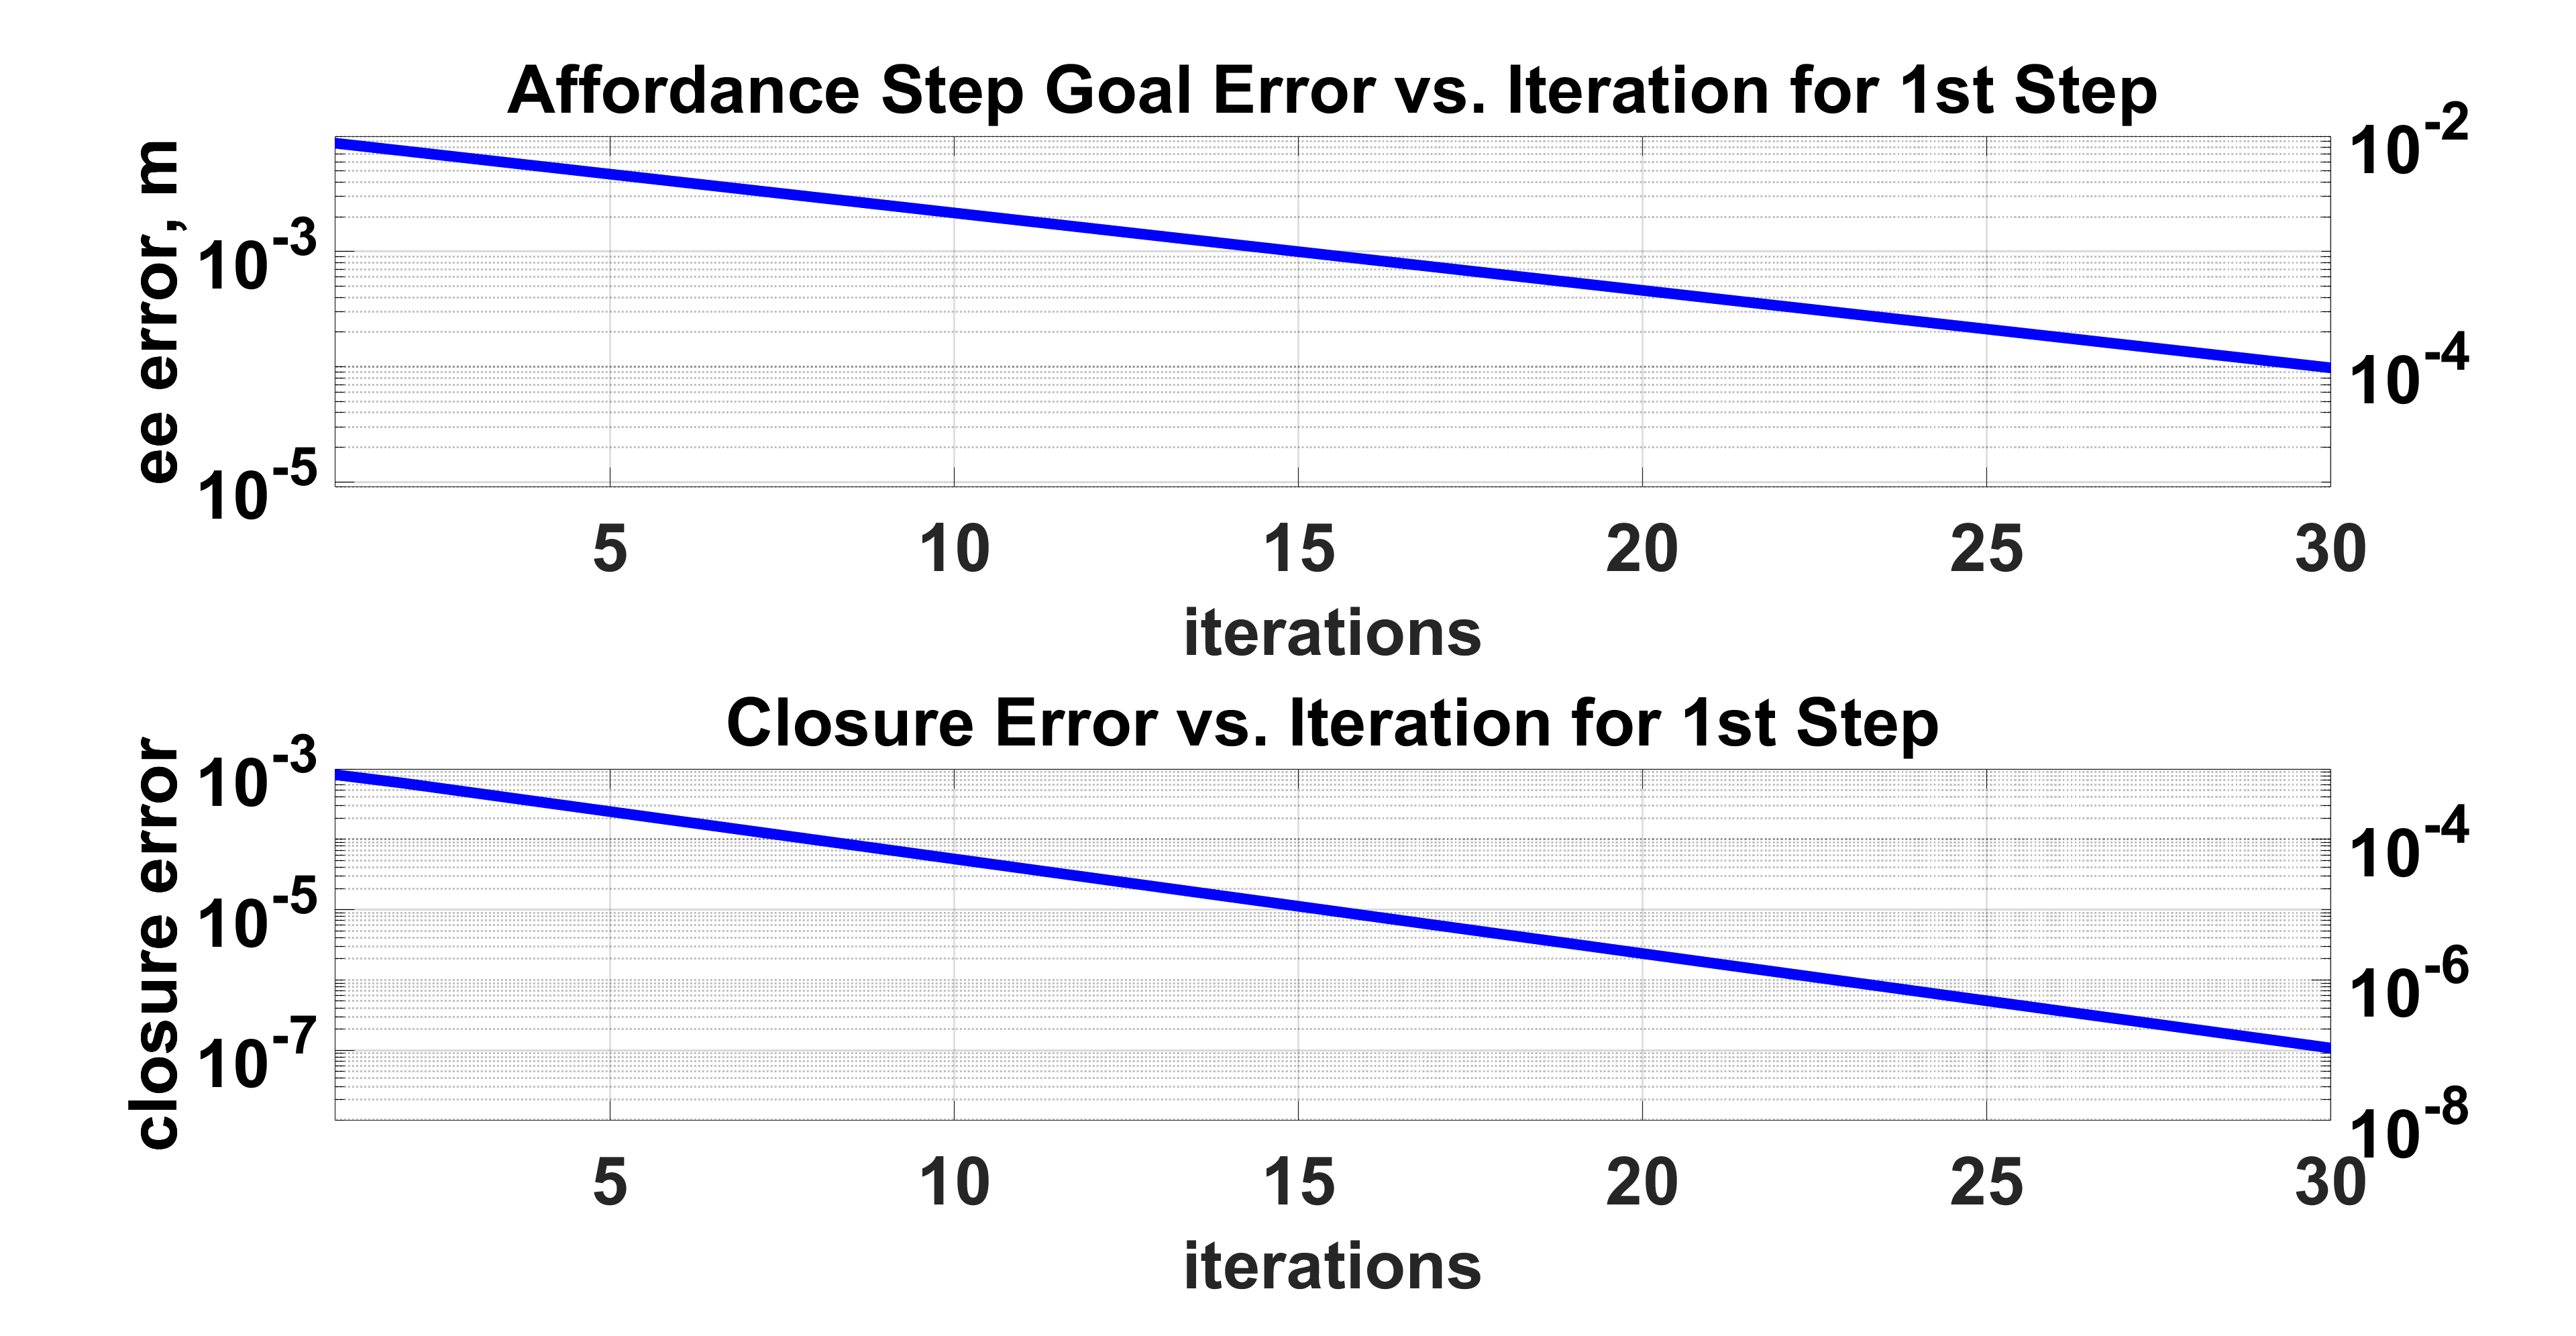 Affordance Step Goal Error vs. Iteration for 1st Step
ee error, m
10^-3
10^-5
10^-2
10^-4
5 10 15 20 25 30
iterations
Closure Error vs. Iteration for 1st Step
closure error
10^-3
10^-5
10^-7
10^-4
10^-6
10^-8
5 10 15 20 25 30
iterations